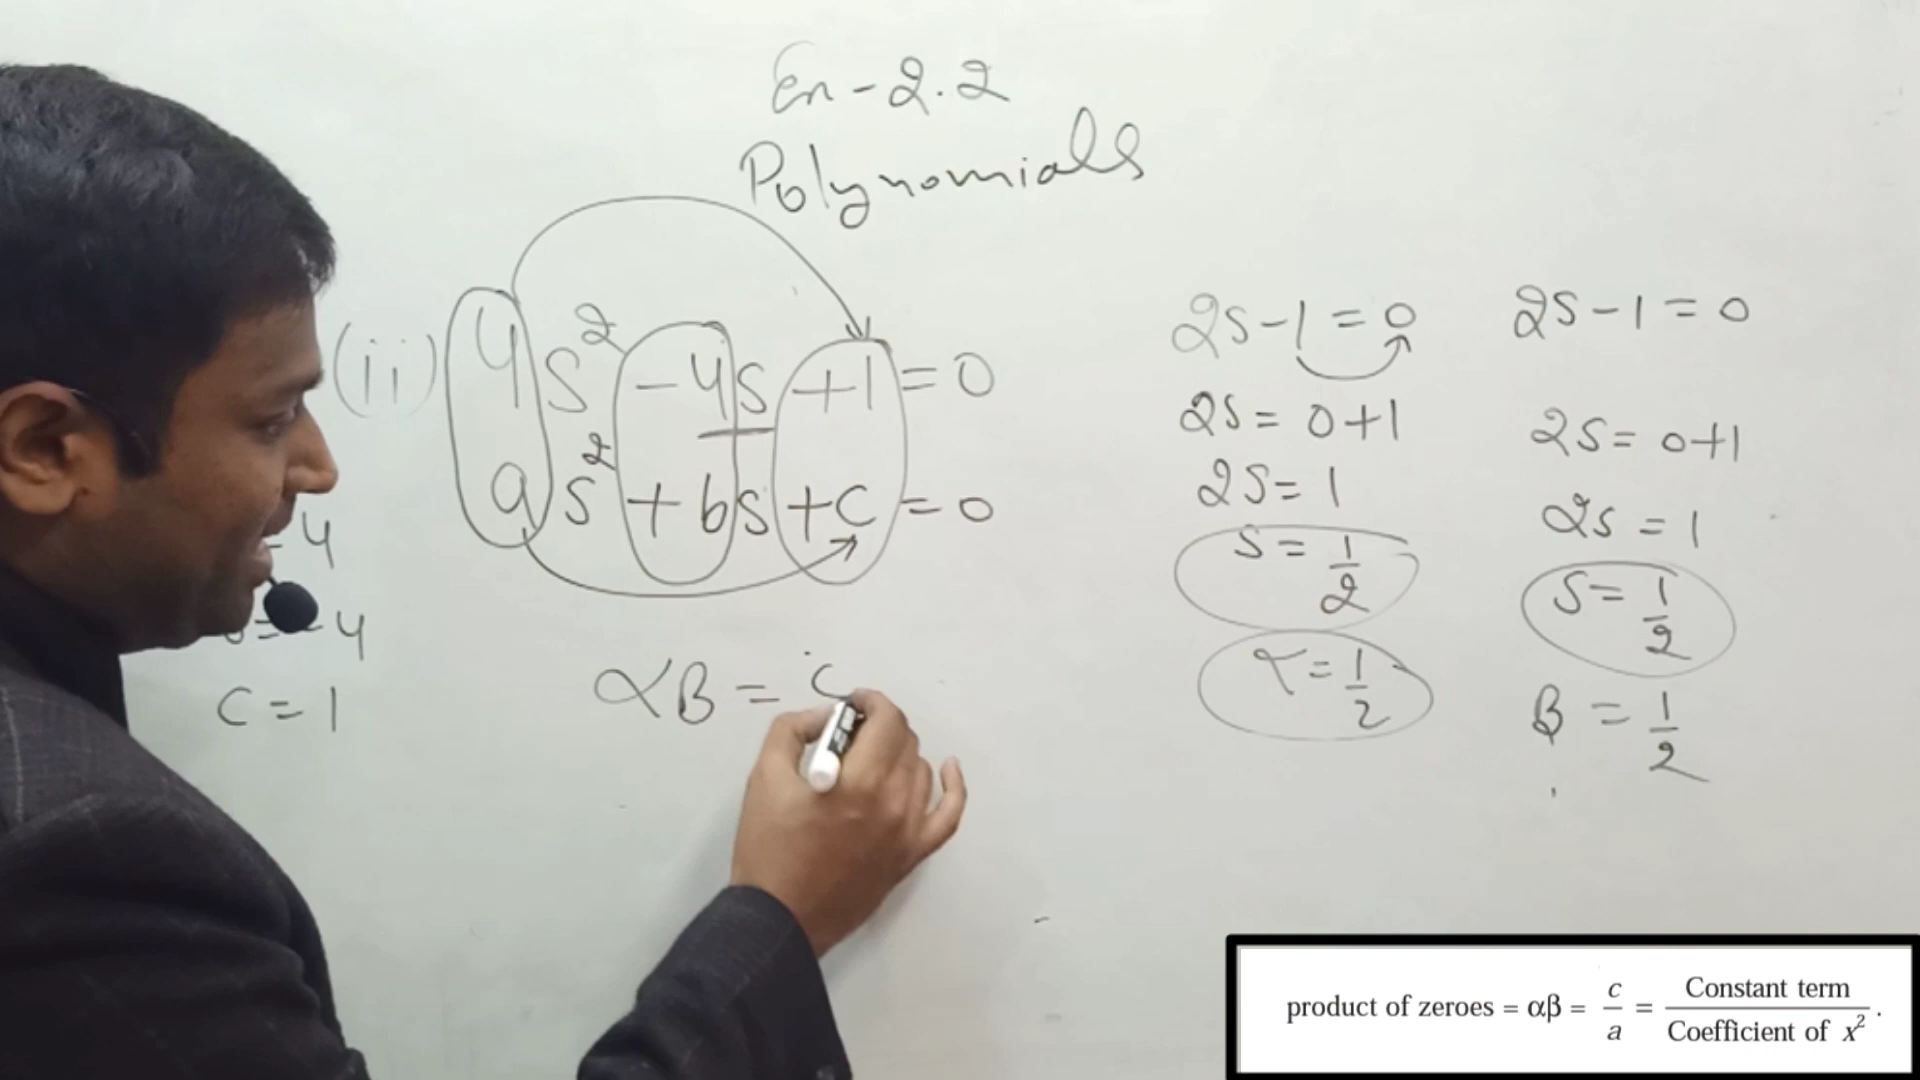 En-2.2
Polynomials
(ii) 4s² -4s +1 = 0
as² + bs + c = 0
= 4
= -4
c = 1
αβ = c
2s-1 = 0
2s = 0+1
2s = 1
s = 1/2
α = 1/2
2s-1 = 0
2s = 0+1
2s = 1
s = 1/2
β = 1/2
product of zeroes = αβ = c/a = Constant term/Coefficient of x².